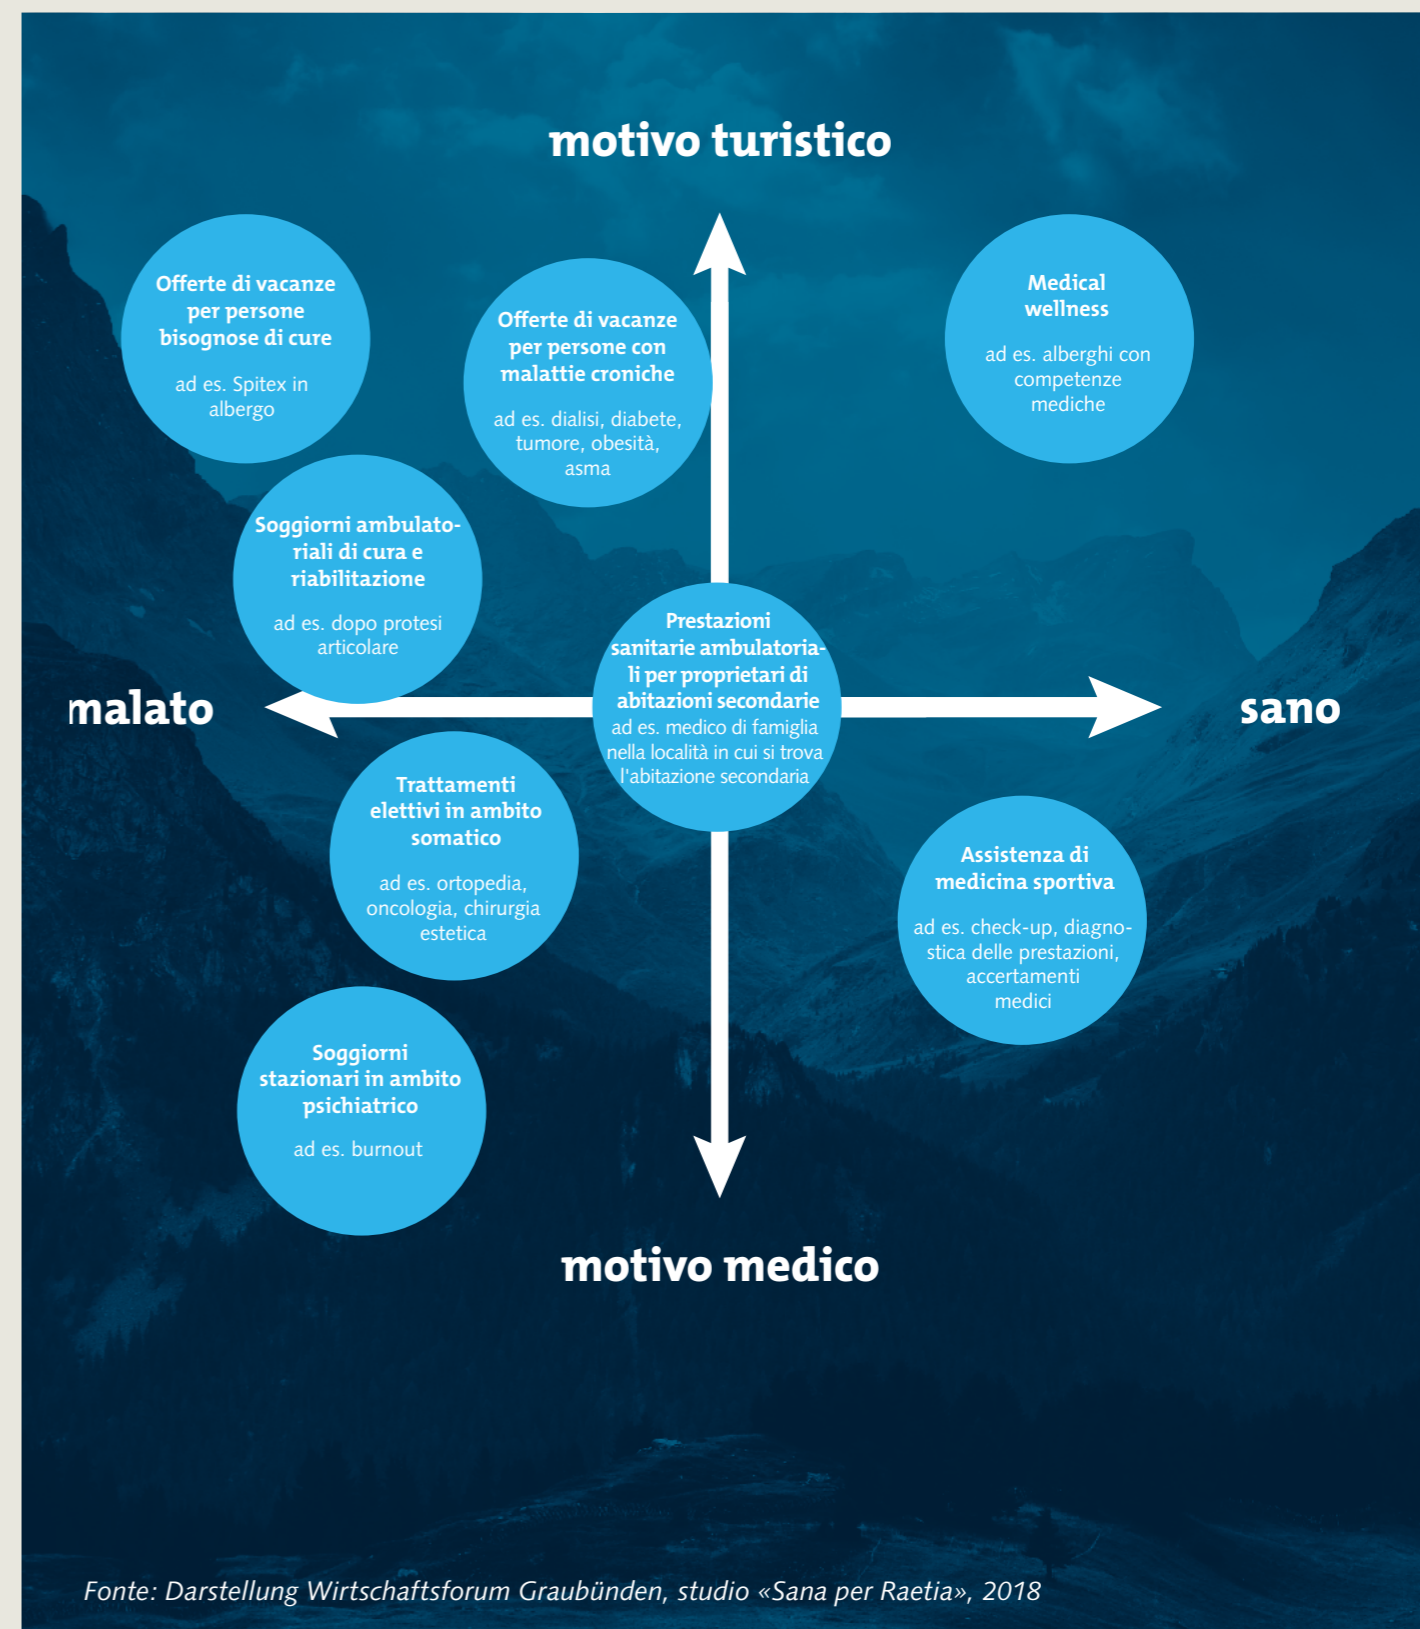 motivo turistico
Offerte di vacanze
per persone
bisognose di cure
ad es. Spitex in
albergo
Offerte di vacanze
per persone con
malattie croniche
ad es. dialisi, diabete,
tumore, obesità,
asma
Medical
wellness
ad es. alberghi con
competenze
mediche
Soggiorni ambulato-
riali di cura e
riabilitazione
ad es. dopo protesi
articolare
Prestazioni
sanitarie ambulatoria-
li per proprietari di
abitazioni secondarie
ad es. medico di famiglia
nella località in cui si trova
l'abitazione secondaria
malato
sano
Trattamenti
elettivi in ambito
somatico
ad es. ortopedia,
oncologia, chirurgia
estetica
Assistenza di
medicina sportiva
ad es. check-up, diagno-
stica delle prestazioni,
accertamenti
medici
Soggiorni
stazionari in ambito
psichiatrico
ad es. burnout
motivo medico
Fonte: Darstellung Wirtschaftsforum Graubünden, studio «Sana per Raetia», 2018